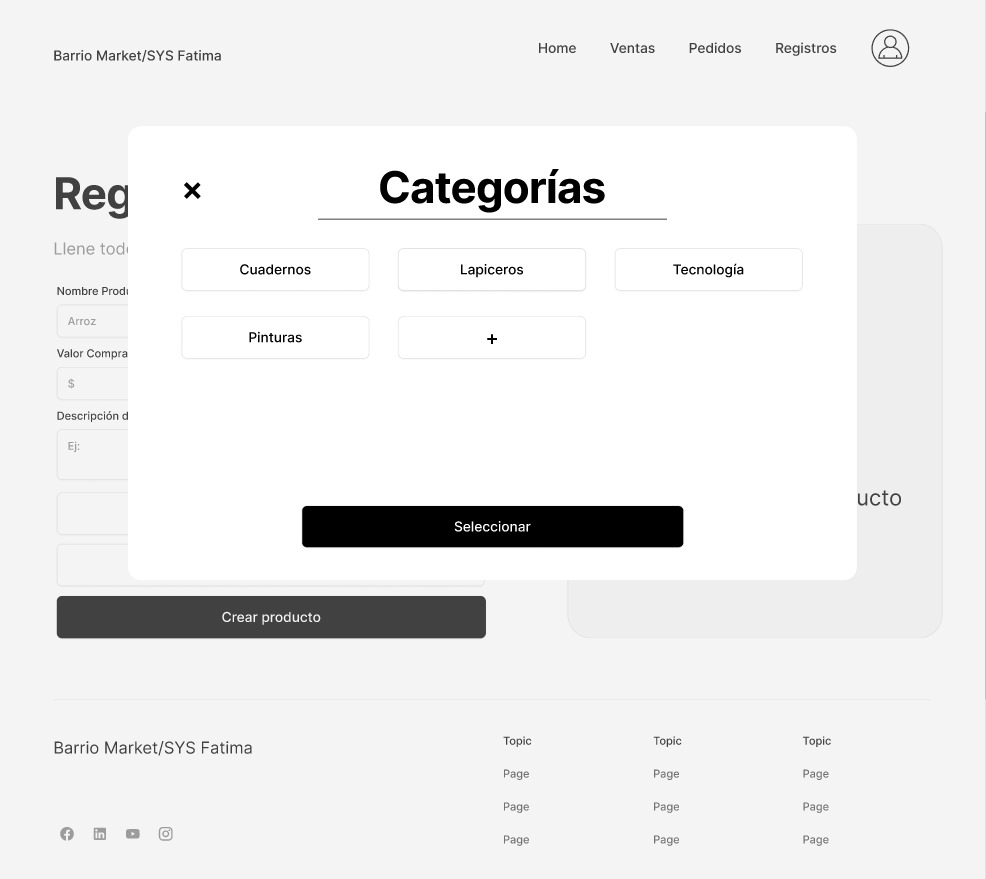 Barrio Market/SYS Fatima
Home
Ventas
Pedidos
Registros
Categorías
Reg
Llene tod
Cuadernos
Lapiceros
Tecnología
Nombre Produ
Arroz
Pinturas
+
Valor Compra
$
Descripción d
Ej:
ucto
Seleccionar
Crear producto
Barrio Market/SYS Fatima
Topic
Topic
Topic
Page
Page
Page
Page
Page
Page
Page
Page
Page